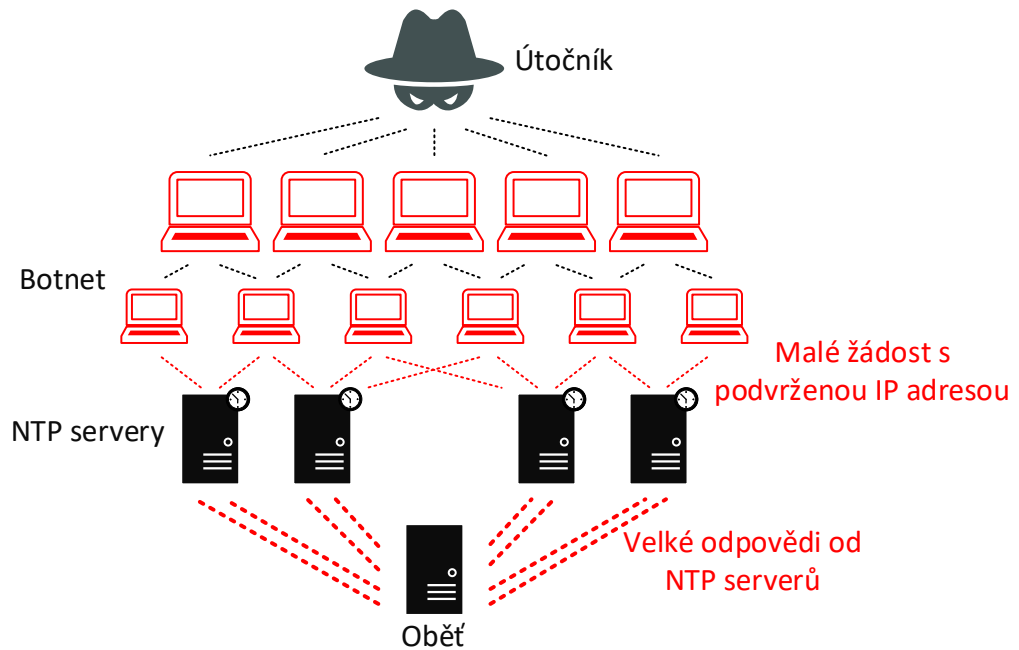 Útočník
Botnet
Malé žádost s
podvrženou IP adresou
NTP servery
Velké odpovědi od
NTP serverů
Oběť